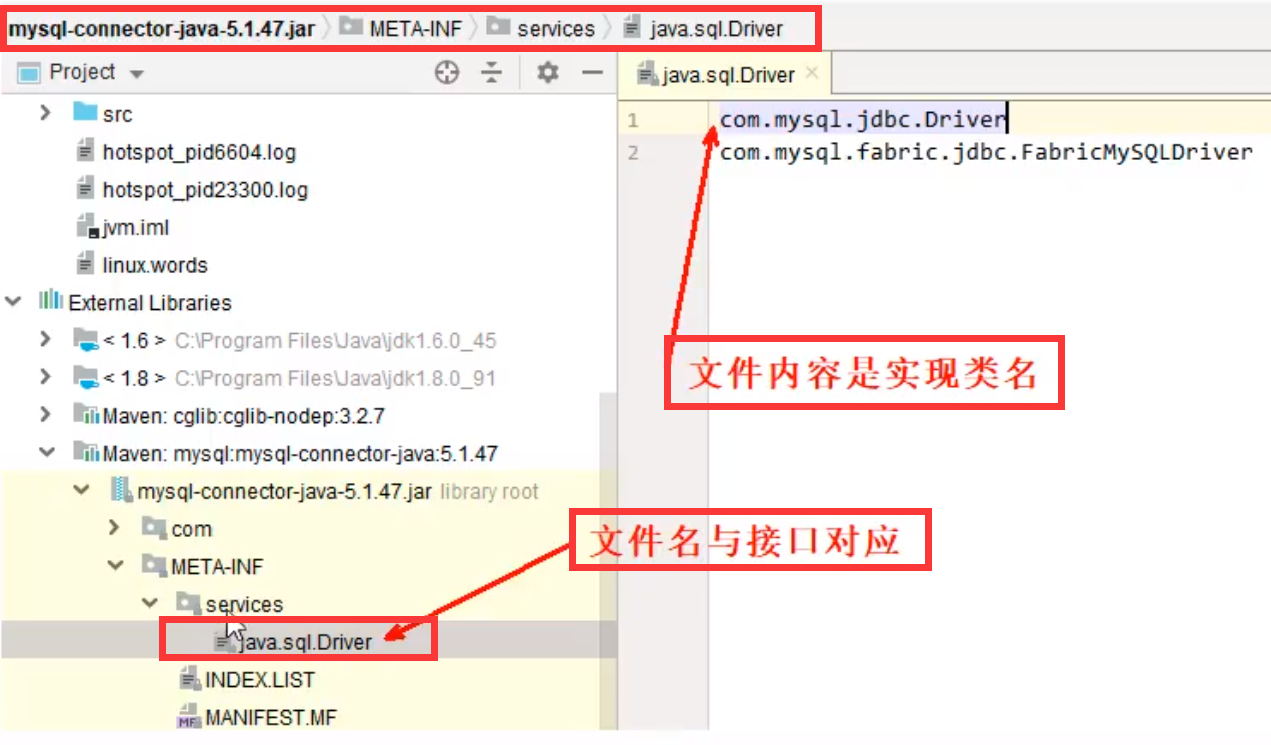 mysql-connector-java-5.1.47.jar META-INF services java.sql.Driver
Project
java.sql.Driver
src
hotspot_pid6604.log
hotspot_pid23300.log
jvm.iml
linux.words
External Libraries
< 1.6 > C:\Program Files\Java\jdk1.6.0_45
< 1.8 > C:\Program Files\Java\jdk1.8.0_91
Maven: cglib:cglib-nodep:3.2.7
Maven: mysql:mysql-connector-java:5.1.47
mysql-connector-java-5.1.47.jar library root
com
META-INF
services
java.sql.Driver
INDEX.LIST
MF MANIFEST.MF
1 com.mysql.jdbc.Driver
2 com.mysql.fabric.jdbc.FabricMySQLDriver
文件内容是实现类名
文件名与接口对应